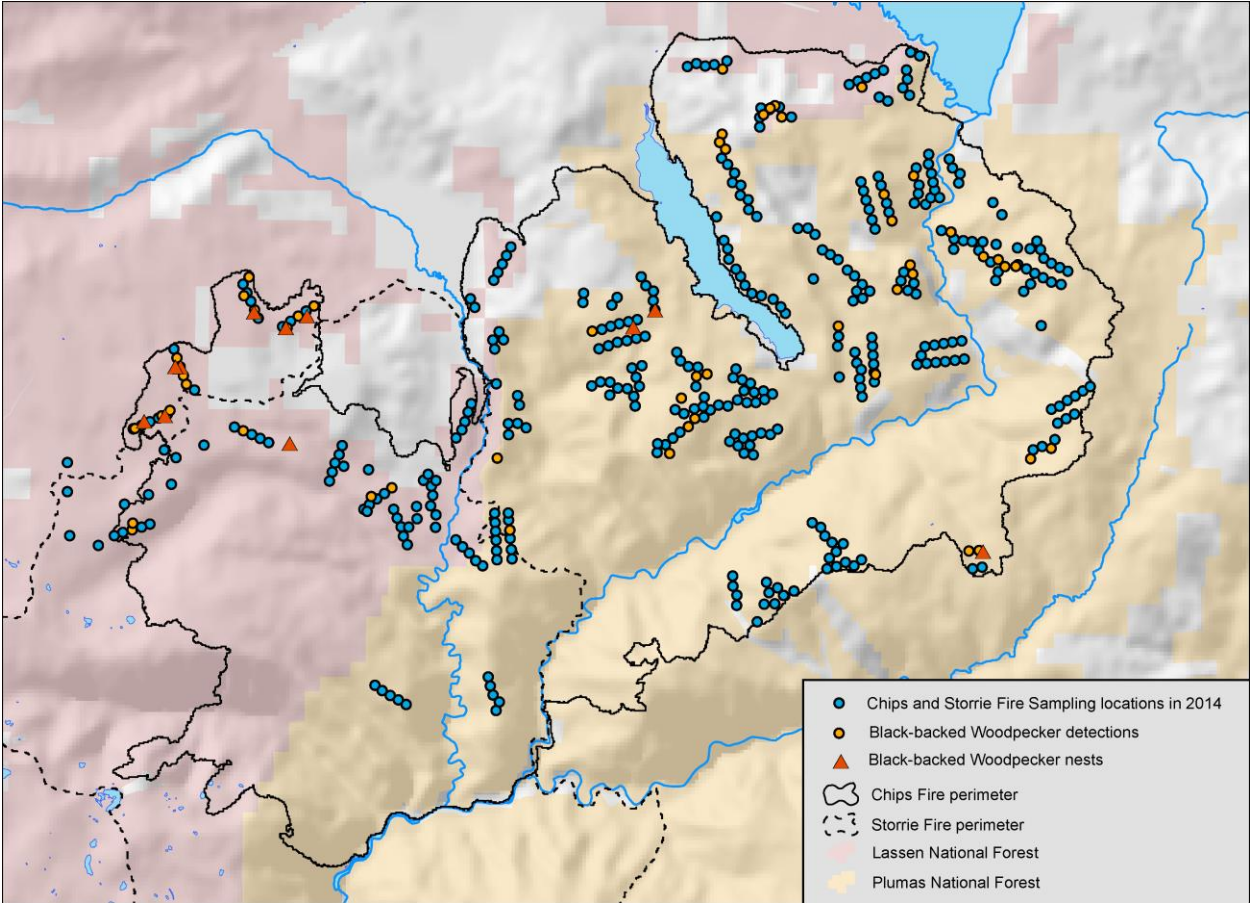 Chips and Storrie Fire Sampling locations in 2014
Black-backed Woodpecker detections
Black-backed Woodpecker nests
Chips Fire perimeter
Storrie Fire perimeter
Lassen National Forest
Plumas National Forest